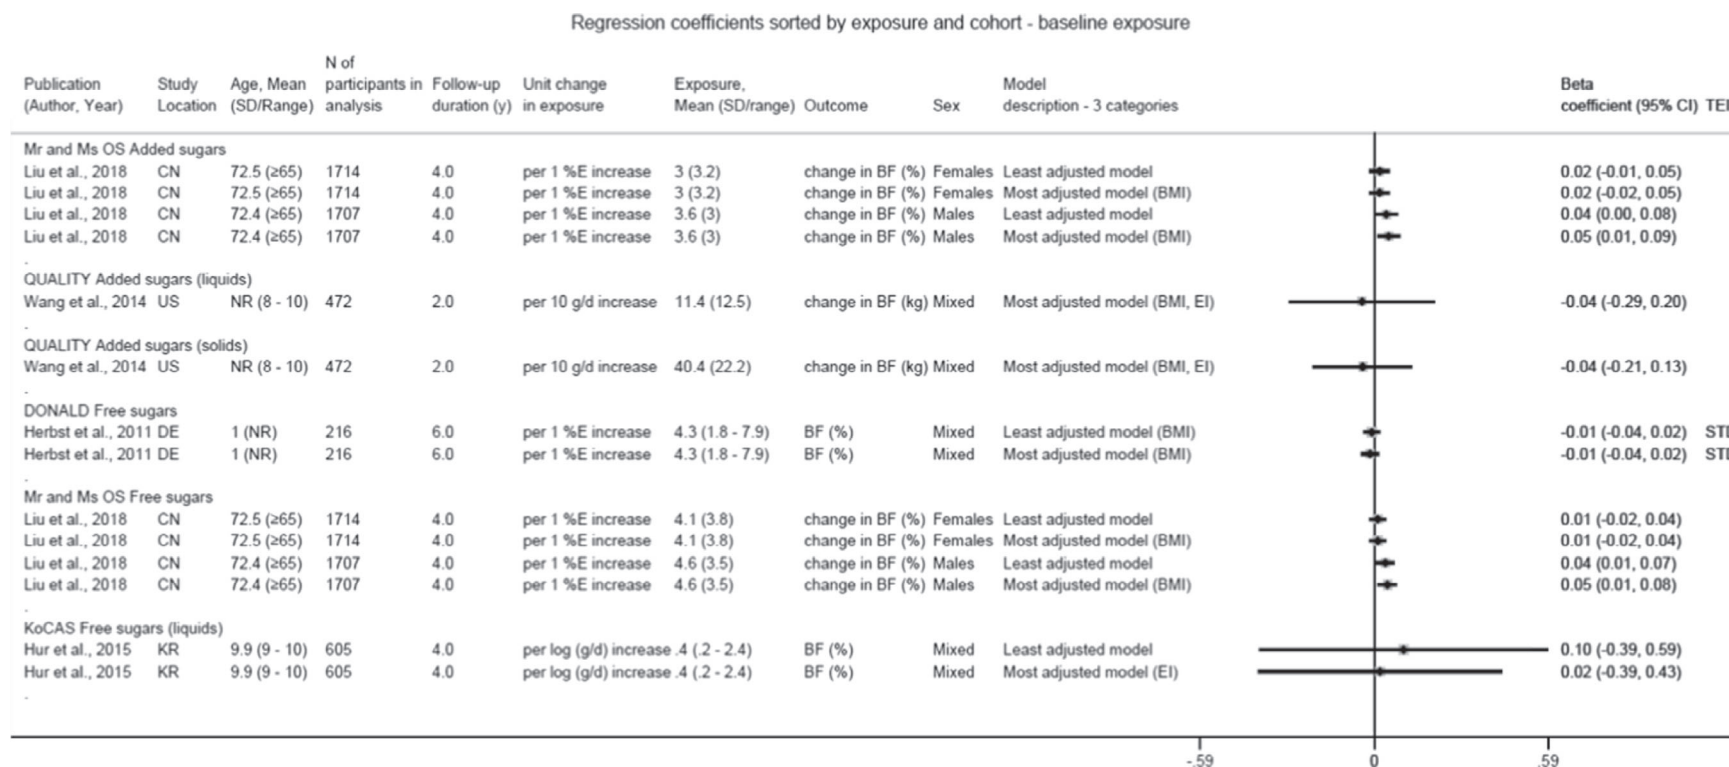 Regression coefficients sorted by exposure and cohort - baseline exposure
N of
Publication Study Age, Mean participants in Follow-up Unit change Exposure, Model Beta
(Author, Year) Location (SD/Range) analysis duration (y) in exposure Mean (SD/range) Outcome Sex description - 3 categories coefficient (95% CI)
Mr and Ms OS Added sugars
Liu et al., 2018 CN 72.5 (≥65) 1714 4.0 per 1 %E increase 3 (3.2) change in BF (%) Females Least adjusted model 0.02 (-0.01, 0.05)
Liu et al., 2018 CN 72.5 (≥65) 1714 4.0 per 1 %E increase 3 (3.2) change in BF (%) Females Most adjusted model (BMI) 0.02 (-0.02, 0.05)
Liu et al., 2018 CN 72.4 (≥65) 1707 4.0 per 1 %E increase 3.6 (3) change in BF (%) Males Least adjusted model 0.04 (0.00, 0.08)
Liu et al., 2018 CN 72.4 (≥65) 1707 4.0 per 1 %E increase 3.6 (3) change in BF (%) Males Most adjusted model (BMI) 0.05 (0.01, 0.09)
.
QUALITY Added sugars (liquids)
Wang et al., 2014 US NR (8 - 10) 472 2.0 per 10 g/d increase 11.4 (12.5) change in BF (kg) Mixed Most adjusted model (BMI, EI) -0.04 (-0.29, 0.20)
.
QUALITY Added sugars (solids)
Wang et al., 2014 US NR (8 - 10) 472 2.0 per 10 g/d increase 40.4 (22.2) change in BF (kg) Mixed Most adjusted model (BMI, EI) -0.04 (-0.21, 0.13)
.
DONALD Free sugars
Herbst et al., 2011 DE 1 (NR) 216 6.0 per 1 %E increase 4.3 (1.8 - 7.9) BF (%) Mixed Least adjusted model (BMI) -0.01 (-0.04, 0.02)
Herbst et al., 2011 DE 1 (NR) 216 6.0 per 1 %E increase 4.3 (1.8 - 7.9) BF (%) Mixed Most adjusted model (BMI) -0.01 (-0.04, 0.02)
.
Mr and Ms OS Free sugars
Liu et al., 2018 CN 72.5 (≥65) 1714 4.0 per 1 %E increase 4.1 (3.8) change in BF (%) Females Least adjusted model 0.01 (-0.02, 0.04)
Liu et al., 2018 CN 72.5 (≥65) 1714 4.0 per 1 %E increase 4.1 (3.8) change in BF (%) Females Most adjusted model (BMI) 0.01 (-0.02, 0.04)
Liu et al., 2018 CN 72.4 (≥65) 1707 4.0 per 1 %E increase 4.6 (3.5) change in BF (%) Males Least adjusted model 0.04 (0.01, 0.07)
Liu et al., 2018 CN 72.4 (≥65) 1707 4.0 per 1 %E increase 4.6 (3.5) change in BF (%) Males Most adjusted model (BMI) 0.05 (0.01, 0.08)
.
KoCAS Free sugars (liquids)
Hur et al., 2015 KR 9.9 (9 - 10) 605 4.0 per log (g/d) increase .4 (.2 - 2.4) BF (%) Mixed Least adjusted model 0.10 (-0.39, 0.59)
Hur et al., 2015 KR 9.9 (9 - 10) 605 4.0 per log (g/d) increase .4 (.2 - 2.4) BF (%) Mixed Most adjusted model (EI) 0.02 (-0.39, 0.43)
.
-.59 0 .59